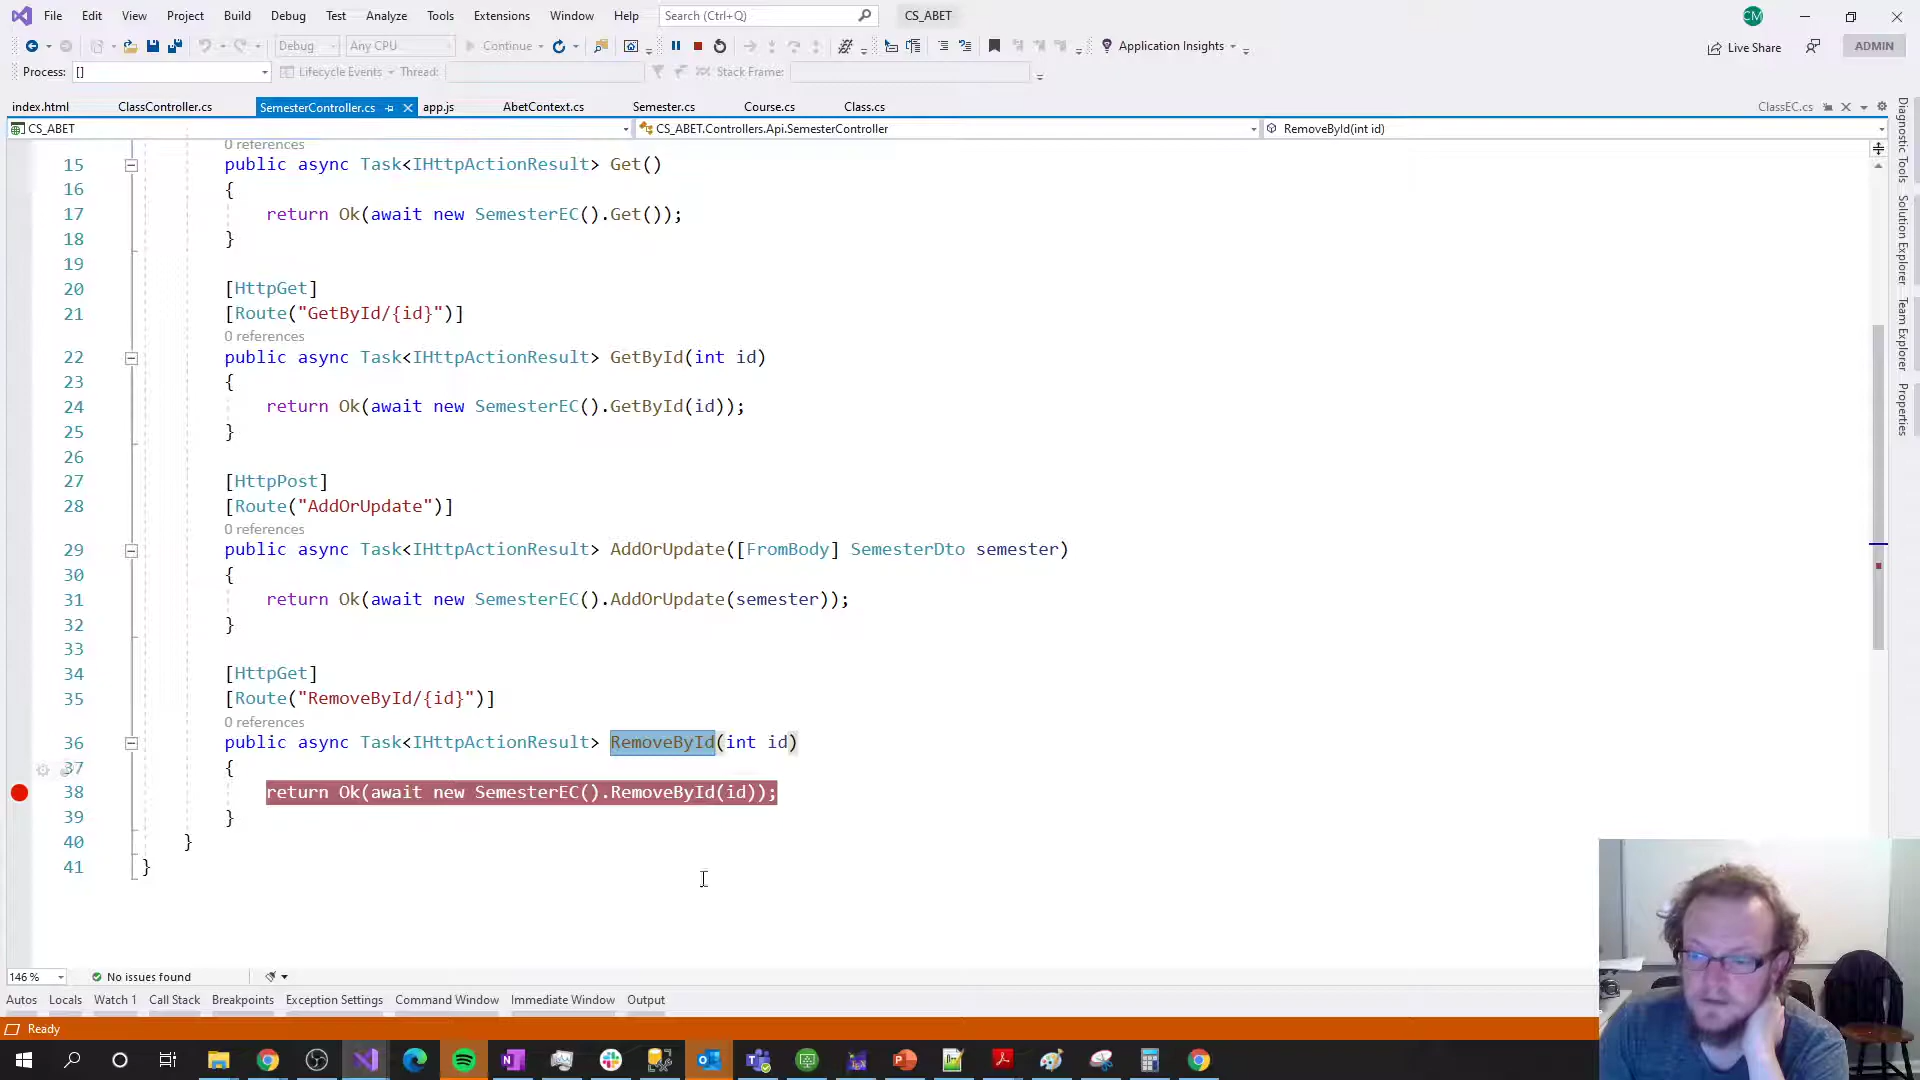 File Edit View Project Build Debug Test Analyze Tools Extensions Window Help Search (Ctrl+Q) CS_ABET CM
Debug Any CPU Continue Application Insights Live Share ADMIN
Process: [] Lifecycle Events Thread: Stack Frame:
index.html ClassController.cs SemesterController.cs app.js AbetContext.cs Semester.cs Course.cs Class.cs ClassEC.cs
CS_ABET CS_ABET.Controllers.Api.SemesterController RemoveById(int id)
0 references
15 public async Task<IHttpActionResult> Get()
16 {
17 return Ok(await new SemesterEC().Get());
18 }
19
20 [HttpGet]
21 [Route("GetById/{id}")]
0 references
22 public async Task<IHttpActionResult> GetById(int id)
23 {
24 return Ok(await new SemesterEC().GetById(id));
25 }
26
27 [HttpPost]
28 [Route("AddOrUpdate")]
0 references
29 public async Task<IHttpActionResult> AddOrUpdate([FromBody] SemesterDto semester)
30 {
31 return Ok(await new SemesterEC().AddOrUpdate(semester));
32 }
33
34 [HttpGet]
35 [Route("RemoveById/{id}")]
0 references
36 public async Task<IHttpActionResult> RemoveById(int id)
37 {
38 return Ok(await new SemesterEC().RemoveById(id));
39 }
40 }
41 }
Diagnostic Tools
Solution Explorer
Team Explorer
Properties
146 % No issues found
Autos Locals Watch 1 Call Stack Breakpoints Exception Settings Command Window Immediate Window Output
Ready